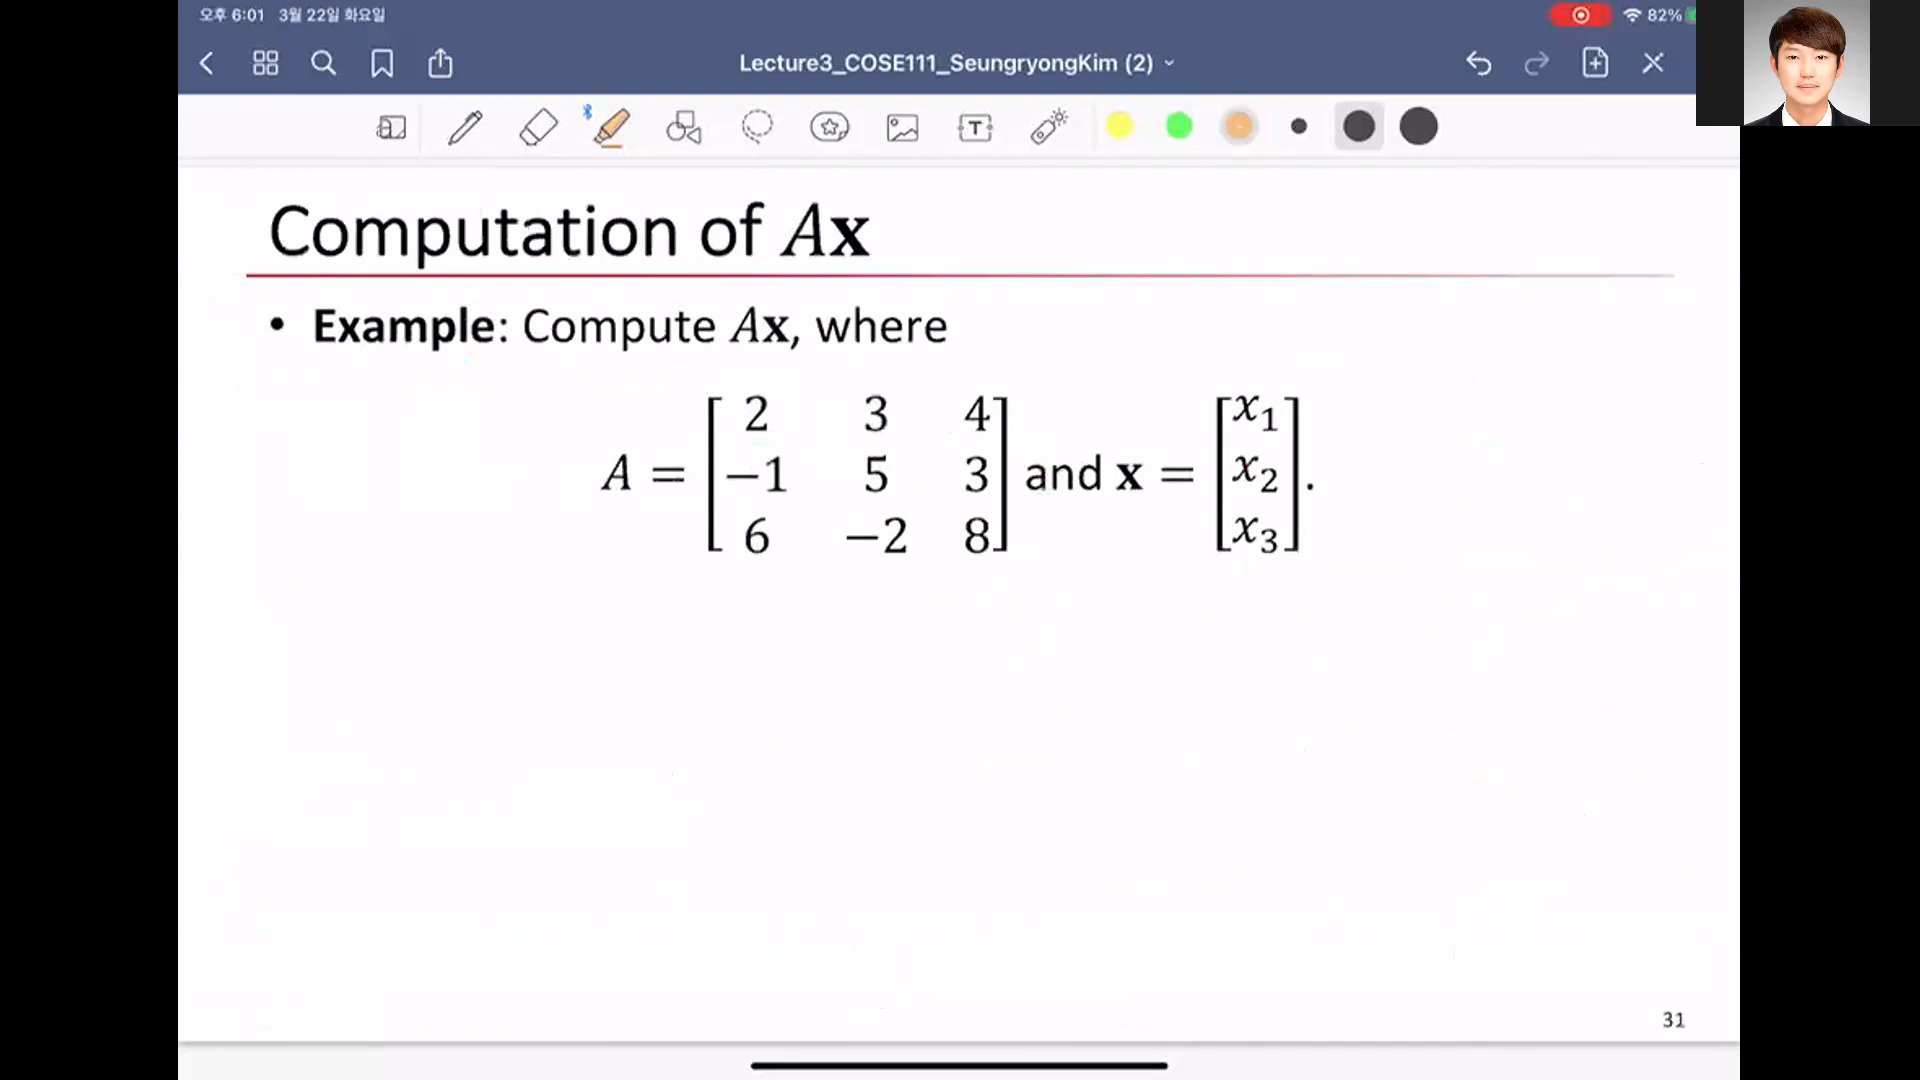 오후 6:01 3월 22일 화요일
82%
Lecture3_COSE111_SeungryongKim (2)
T
Computation of Ax
• Example: Compute Ax, where
A = [2 3 4; −1 5 3; 6 −2 8] and x = [x₁; x₂; x₃].
31